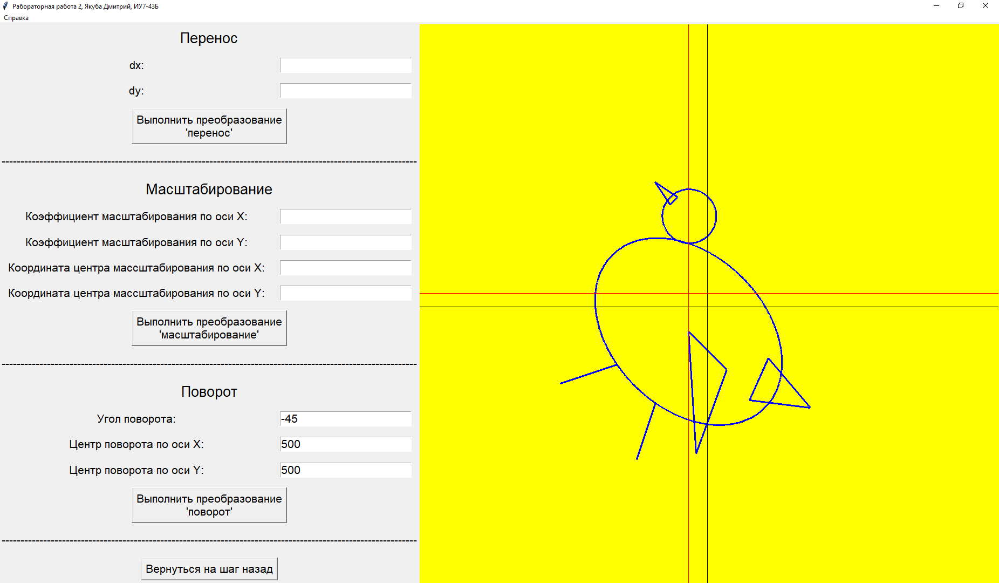 Рабораторная работа 2, Якуба Дмитрий, ИУ7-43Б
Справка
Перенос
dx:
dy:
Выполнить преобразование
'перенос'
Масштабирование
Коэффициент масштабирования по оси X:
Коэффициент масштабирования по оси Y:
Координата центра массштабирования по оси X:
Координата центра массштабирования по оси Y:
Выполнить преобразование
'масштабирование'
Поворот
Угол поворота: -45
Центр поворота по оси X: 500
Центр поворота по оси Y: 500
Выполнить преобразование
'поворот'
Вернуться на шаг назад